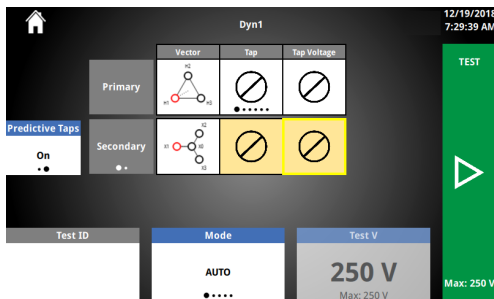 Dyn1
12/19/2018
7:29:39 AM
Vector
Tap
Tap Voltage
TEST
Primary
H2
H1
H3
Predictive Taps
On
Secondary
X2
X1
X0
X3
Test ID
Mode
AUTO
Test V
250 V
Max: 250 V
Max: 250 V